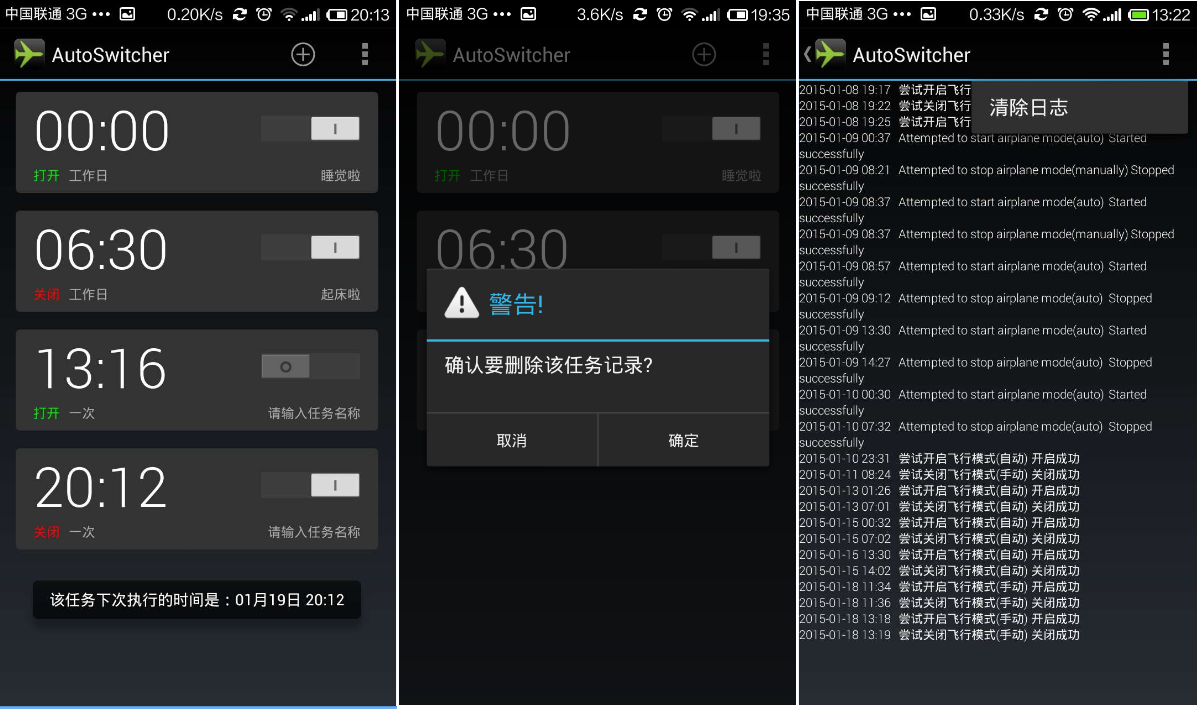 中国联通 3G ••• 0.20K/s 20:13
AutoSwitcher
00:00
打开 工作日 睡觉啦
06:30
关闭 工作日 起床啦
13:16
打开 一次 请输入任务名称
20:12
关闭 一次 请输入任务名称
该任务下次执行的时间是：01月19日 20:12
中国联通 3G ••• 3.6K/s 19:35
AutoSwitcher
00:00
打开 工作日 睡觉啦
06:30
警告!
确认要删除该任务记录?
取消 确定
中国联通 3G ••• 0.33K/s 13:22
AutoSwitcher
清除日志
2015-01-08 19:17 尝试开启飞行
2015-01-08 19:22 尝试关闭飞行
2015-01-08 19:25 尝试开启飞行
2015-01-09 00:37 Attempted to start airplane mode(auto) Started
successfully
2015-01-09 08:21 Attempted to stop airplane mode(manually) Stopped
successfully
2015-01-09 08:37 Attempted to start airplane mode(auto) Started
successfully
2015-01-09 08:37 Attempted to stop airplane mode(manually) Stopped
successfully
2015-01-09 08:57 Attempted to start airplane mode(auto) Started
successfully
2015-01-09 09:12 Attempted to stop airplane mode(auto) Stopped
successfully
2015-01-09 13:30 Attempted to start airplane mode(auto) Started
successfully
2015-01-09 14:27 Attempted to stop airplane mode(auto) Stopped
successfully
2015-01-10 00:30 Attempted to start airplane mode(auto) Started
successfully
2015-01-10 07:32 Attempted to stop airplane mode(auto) Stopped
successfully
2015-01-10 23:31 尝试开启飞行模式(自动) 开启成功
2015-01-11 08:24 尝试关闭飞行模式(手动) 关闭成功
2015-01-13 01:26 尝试开启飞行模式(自动) 开启成功
2015-01-13 07:01 尝试关闭飞行模式(自动) 关闭成功
2015-01-15 00:32 尝试开启飞行模式(自动) 开启成功
2015-01-15 07:02 尝试关闭飞行模式(自动) 关闭成功
2015-01-15 13:30 尝试开启飞行模式(自动) 开启成功
2015-01-15 14:02 尝试关闭飞行模式(自动) 关闭成功
2015-01-18 11:34 尝试开启飞行模式(手动) 开启成功
2015-01-18 11:36 尝试关闭飞行模式(手动) 关闭成功
2015-01-18 13:18 尝试开启飞行模式(手动) 开启成功
2015-01-18 13:19 尝试关闭飞行模式(手动) 关闭成功